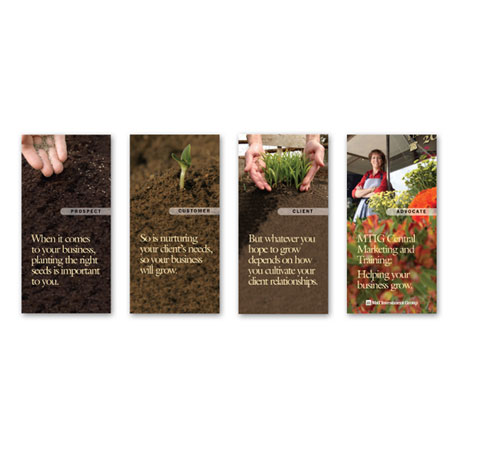 PROSPECT
When it comes
to your business,
planting the right
seeds is important
to you.
CUSTOMER
So is nurturing
your client's needs,
so your business
will grow.
CLIENT
But whatever you
hope to grow
depends on how
you cultivate your
client relationships.
ADVOCATE
MTIG Central
Marketing and
Training:
Helping your
business grow.